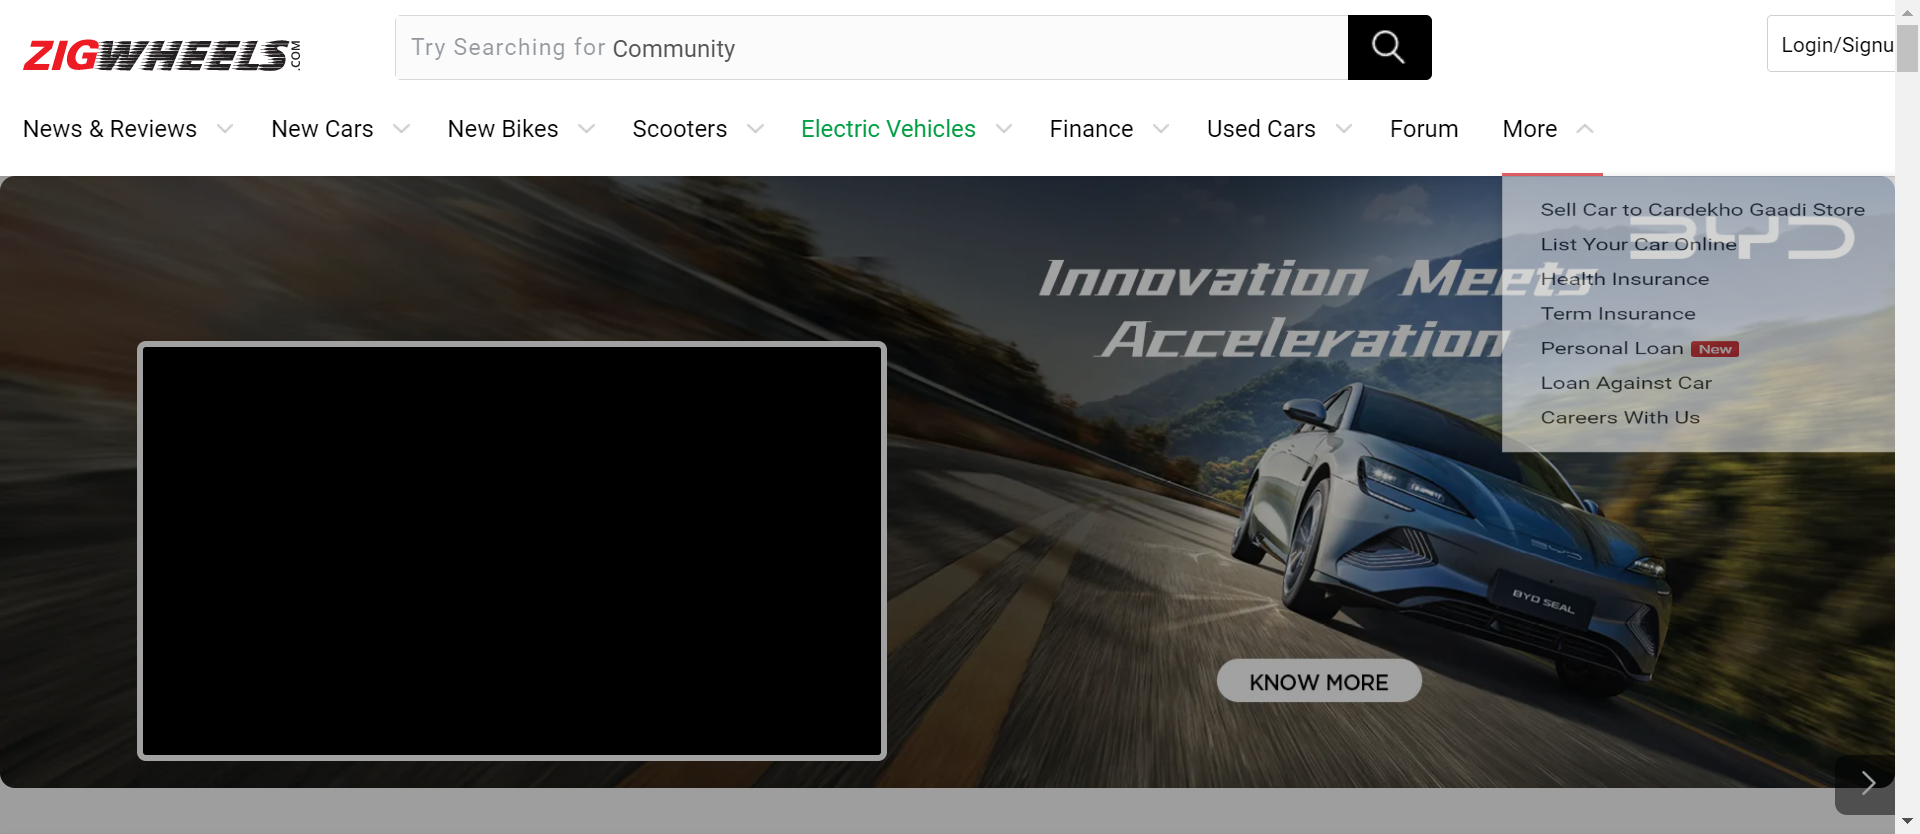 ZIGWHEELS.COM
Try Searching for Community
Login/Signu
News & Reviews
New Cars
New Bikes
Scooters
Electric Vehicles
Finance
Used Cars
Forum
More
Sell Car to Cardekho Gaadi Store
List Your Car Online
Health Insurance
Term Insurance
Personal Loan New
Loan Against Car
Careers With Us
BYD
Innovation Meets
Acceleration
BYD
BYD SEAL
KNOW MORE